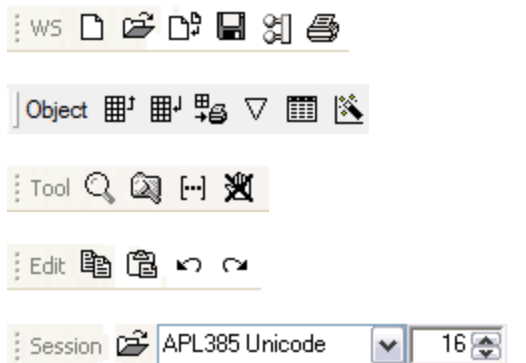 WS
Object
Tool
Edit
Session APL385 Unicode 16